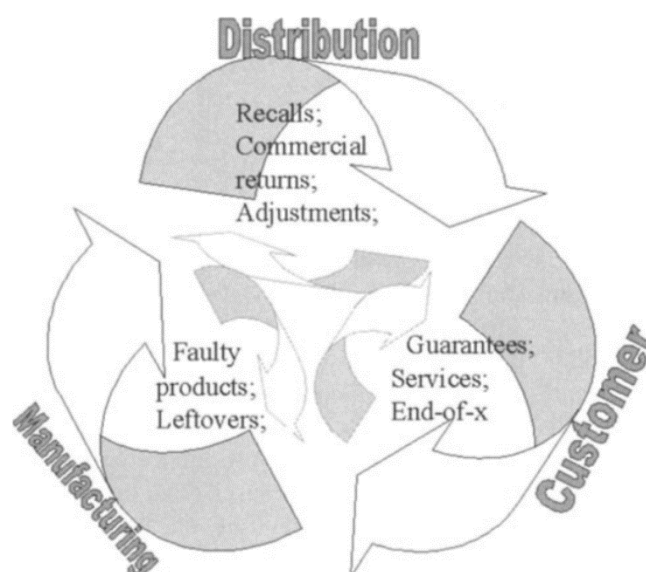 Distribution
Recalls;
Commercial
returns;
Adjustments;
Faulty
products;
Leftovers;
Guarantees;
Services;
End-of-x
Manufacturing
Customer